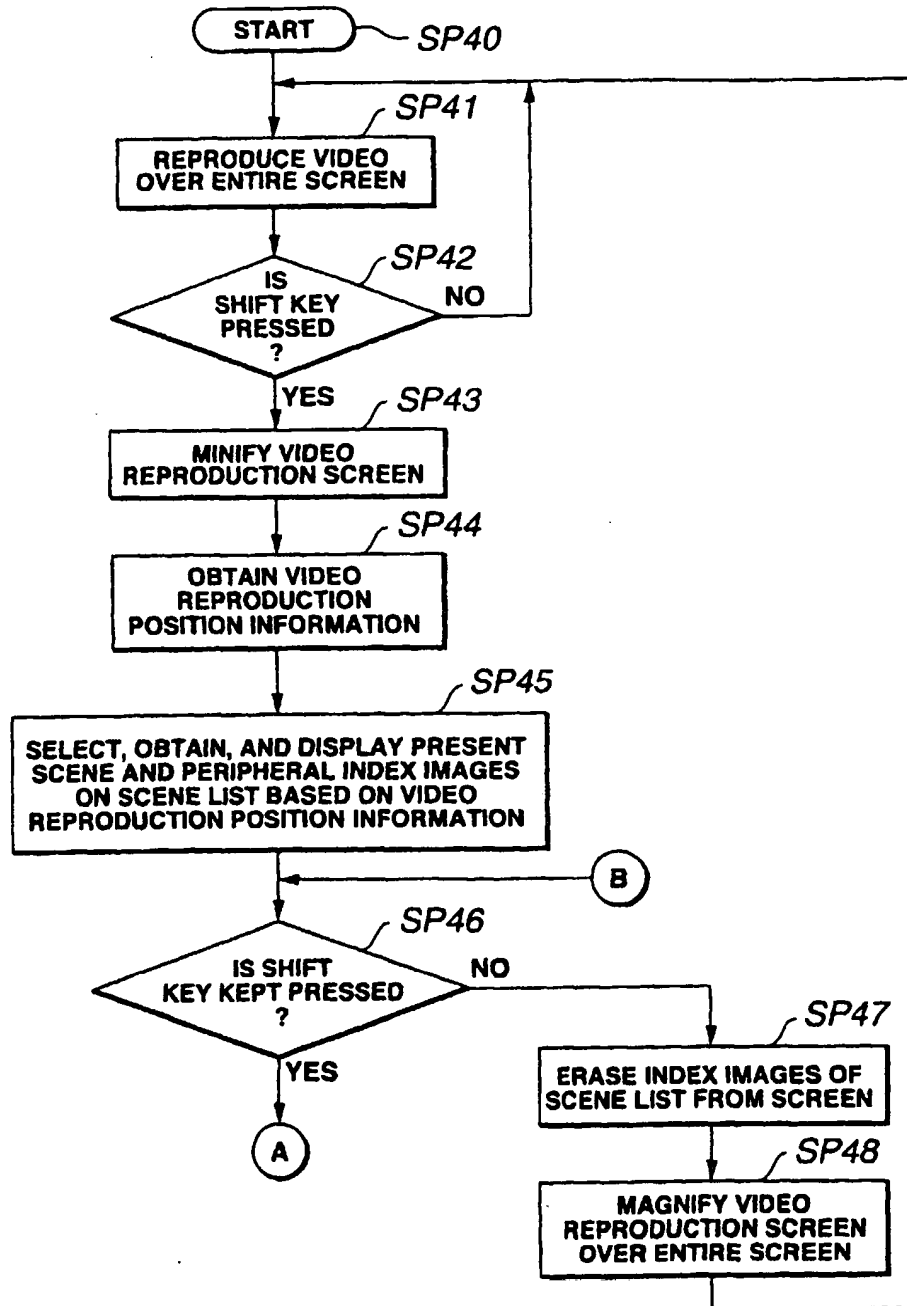 START
SP40
SP41
REPRODUCE VIDEO
OVER ENTIRE SCREEN
SP42
IS
SHIFT KEY
PRESSED
?
NO
YES
SP43
MINIFY VIDEO
REPRODUCTION SCREEN
SP44
OBTAIN VIDEO
REPRODUCTION
POSITION INFORMATION
SP45
SELECT, OBTAIN, AND DISPLAY PRESENT
SCENE AND PERIPHERAL INDEX IMAGES
ON SCENE LIST BASED ON VIDEO
REPRODUCTION POSITION INFORMATION
B
SP46
IS SHIFT
KEY KEPT PRESSED
?
NO
YES
A
SP47
ERASE INDEX IMAGES OF
SCENE LIST FROM SCREEN
SP48
MAGNIFY VIDEO
REPRODUCTION SCREEN
OVER ENTIRE SCREEN